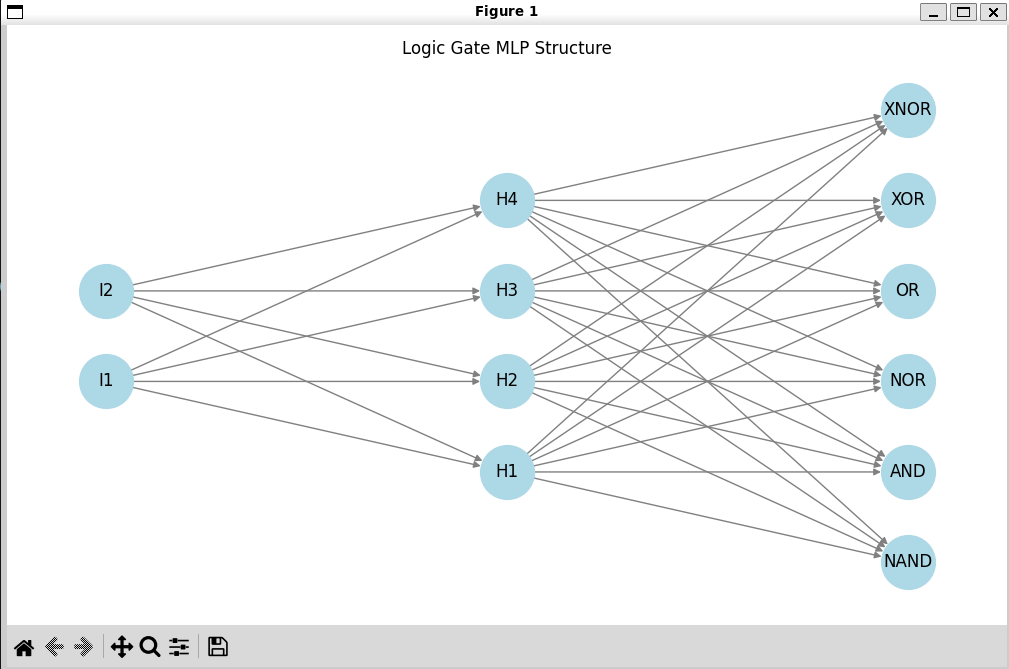 Figure 1
Logic Gate MLP Structure
XNOR
H4
XOR
I2
H3
OR
I1
H2
NOR
H1
AND
NAND